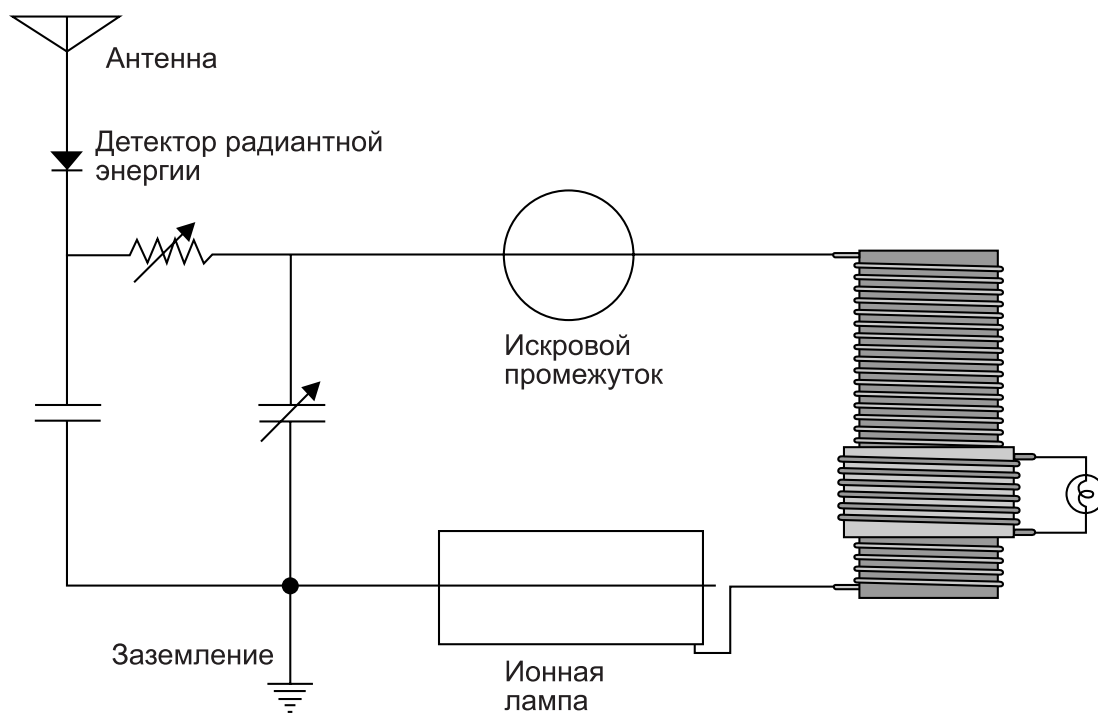 Антенна
Детектор радиантной
энергии
Искровой
промежуток
Заземление
Ионная
лампа